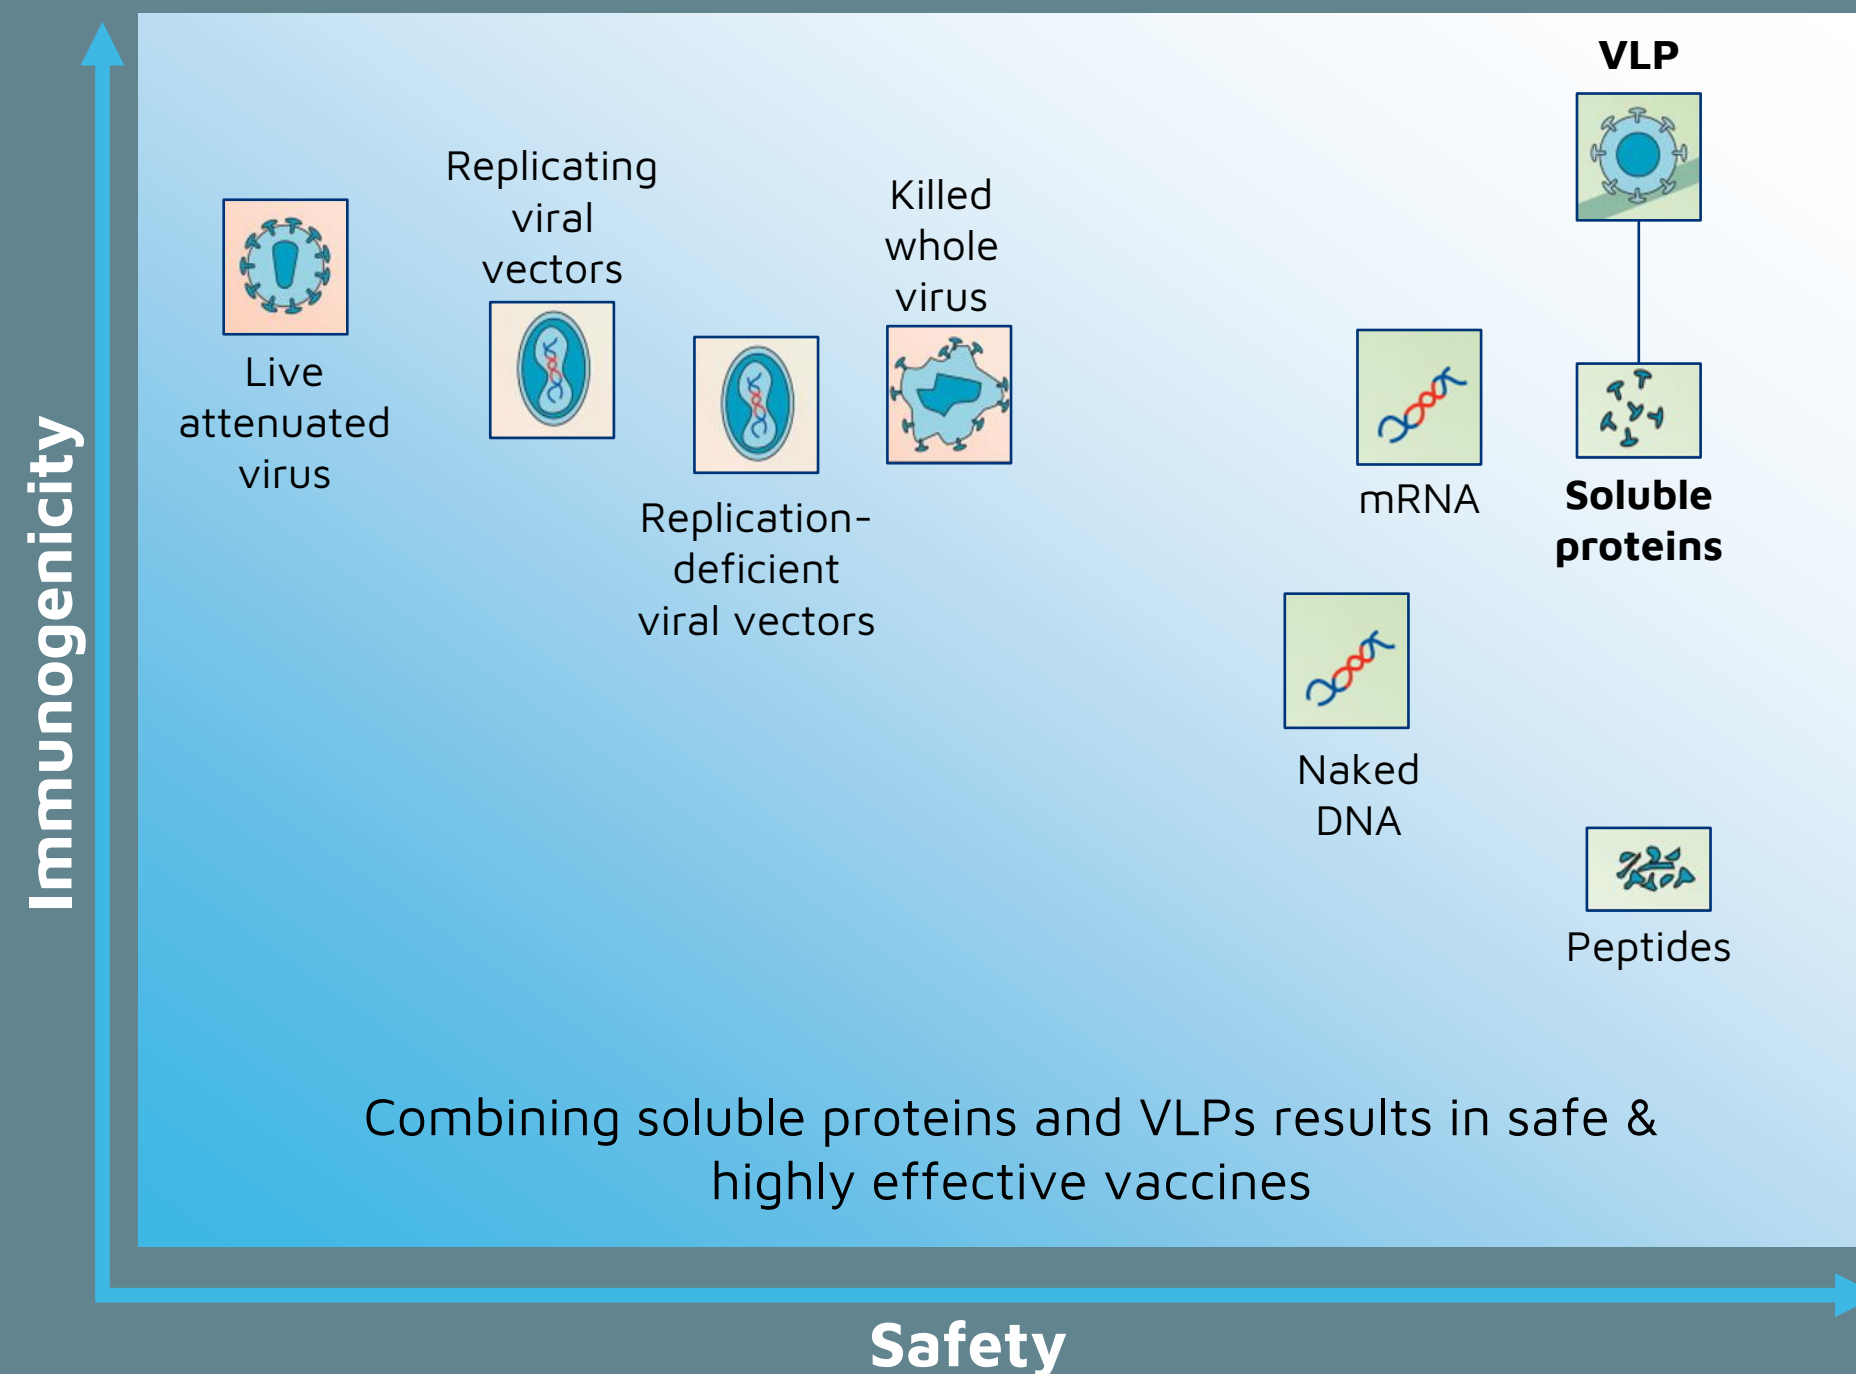 VLP
Replicating
viral
vectors
Killed
whole
virus
Live
attenuated
virus
mRNA
Soluble
proteins
Replication-
deficient
viral vectors
Naked
DNA
Peptides
Immunogenicity
Combining soluble proteins and VLPs results in safe &
highly effective vaccines
Safety